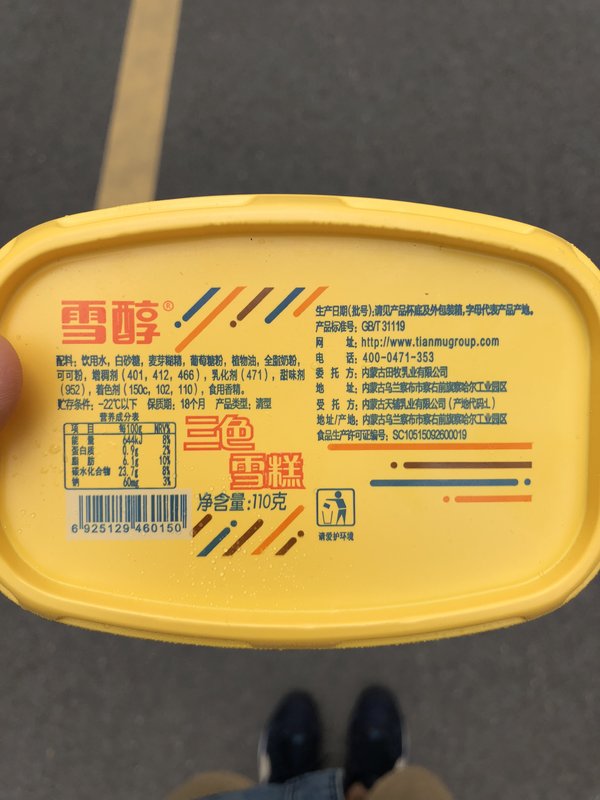 雪醇®
配料：饮用水，白砂糖，麦芽糊精，葡萄糖粉，植物油，全脂奶粉，
可可粉，增稠剂（401，412，466），乳化剂（471），甜味剂
（952），着色剂（150c，102，110），食用香精。
贮存条件：-22℃以下 保质期：18个月 产品类型：清型
营养成分表
项 目 每100g NRV%
能 量 644kJ 8%
蛋白质 0.9g 2%
脂 肪 6.1g 10%
碳水化合物 23.7g 8%
钠 60mg 3%
6 925129 460150
三色
雪糕
净含量：110克
生产日期（批号）：请见产品杯底及外包装箱，字母代表产品产地。
产品标准号：GB/T 31119
网 址：http://www.tianmugroup.com
电 话：400-0471-353
委 托 方：内蒙古田牧乳业有限公司
地 址：内蒙古乌兰察布市察右前旗察哈尔工业园区
受 托 方：内蒙古天辅乳业有限公司（产地代码：L）
地址/产地：内蒙古乌兰察布市察右前旗察哈尔工业园区
食品生产许可证编号：SC10515092600019
请爱护环境